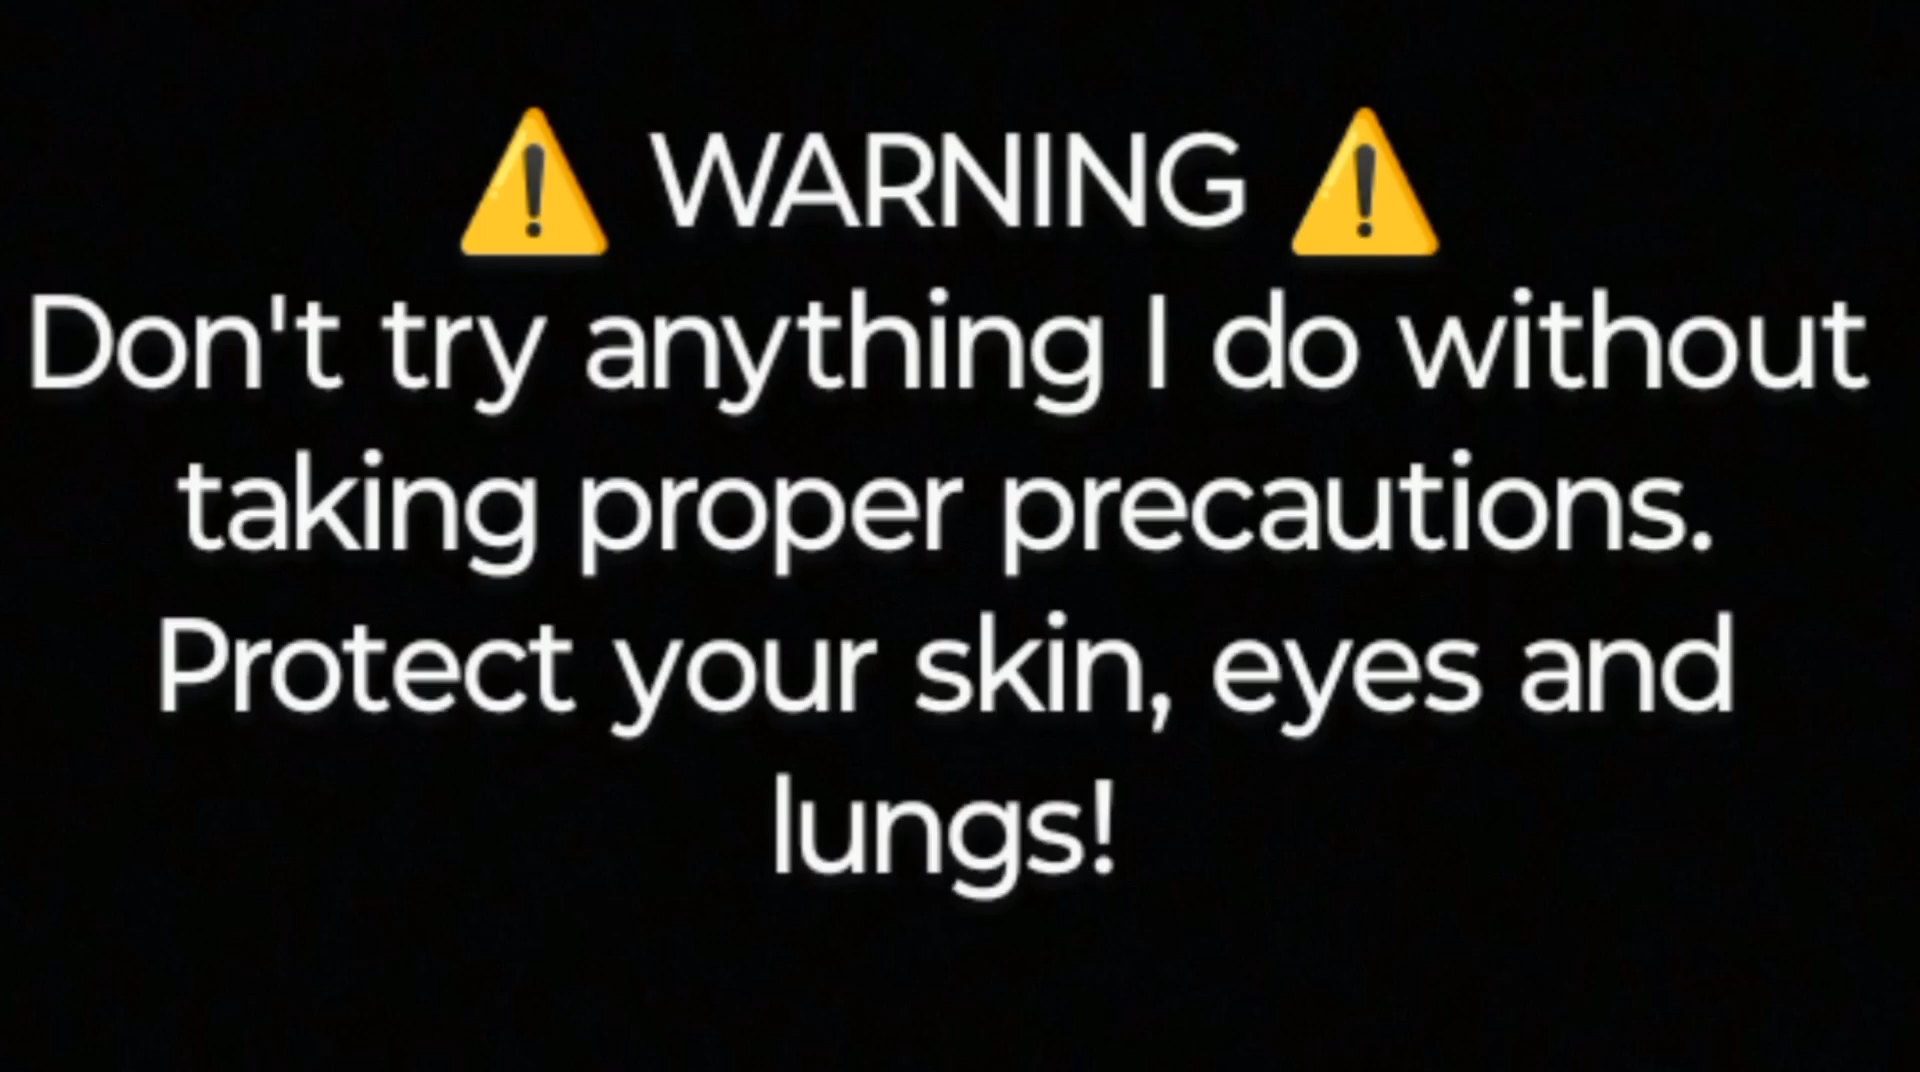 ⚠️ WARNING ⚠️
Don't try anything I do without
taking proper precautions.
Protect your skin, eyes and
lungs!